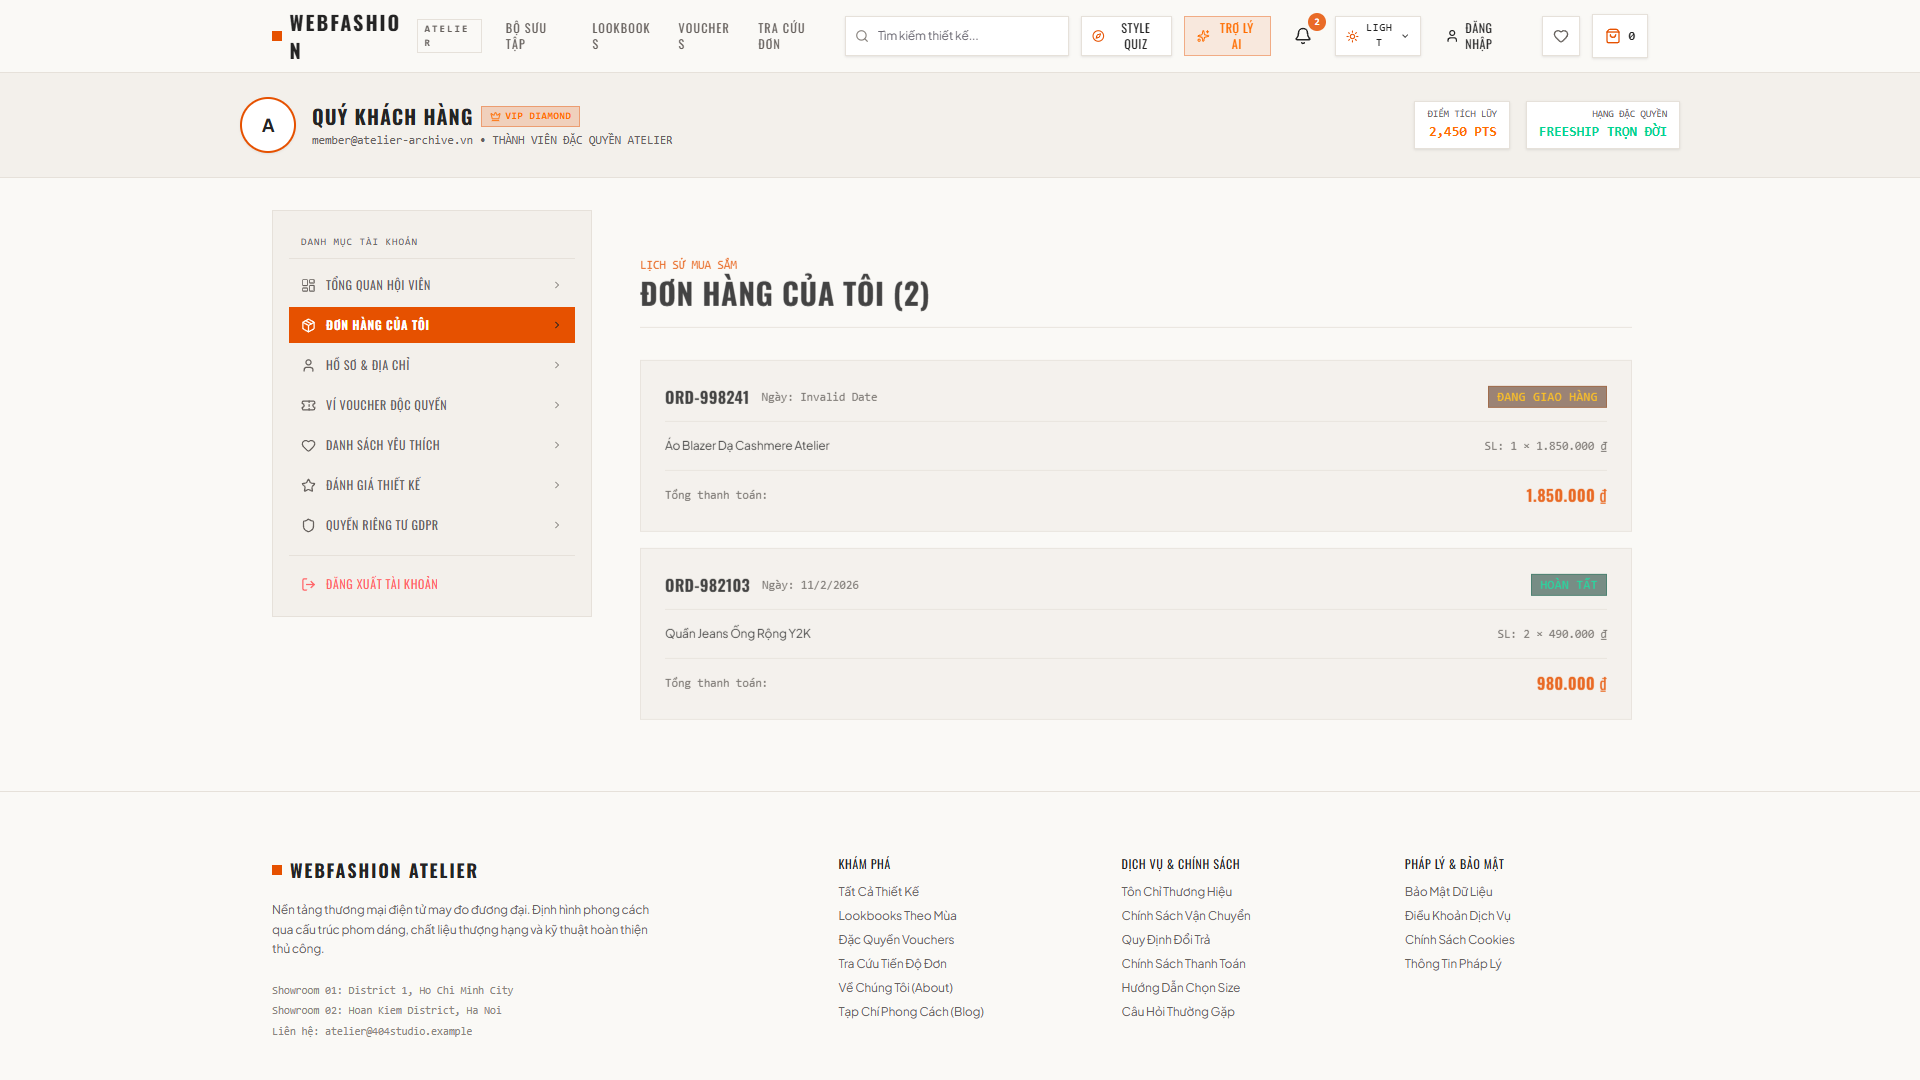 WEBFASHIO
N
ATELIE
R
BỘ SƯU
TẬP
LOOKBOOK
S
VOUCHER
S
TRA CỨU
ĐƠN
Tìm kiếm thiết kế...
STYLE
QUIZ
TRỢ LÝ
AI
2
LIGH
T
ĐĂNG
NHẬP
0
A
QUÝ KHÁCH HÀNG
VIP DIAMOND
member@atelier-archive.vn • THÀNH VIÊN ĐẶC QUYỀN ATELIER
ĐIỂM TÍCH LŨY
2,450 PTS
HẠNG ĐẶC QUYỀN
FREESHIP TRỌN ĐỜI
DANH MỤC TÀI KHOẢN
TỔNG QUAN HỘI VIÊN
ĐƠN HÀNG CỦA TÔI
HỒ SƠ & ĐỊA CHỈ
VÍ VOUCHER ĐỘC QUYỀN
DANH SÁCH YÊU THÍCH
ĐÁNH GIÁ THIẾT KẾ
QUYỀN RIÊNG TƯ GDPR
ĐĂNG XUẤT TÀI KHOẢN
LỊCH SỬ MUA SẮM
ĐƠN HÀNG CỦA TÔI (2)
ORD-998241 Ngày: Invalid Date
ĐANG GIAO HÀNG
Áo Blazer Dạ Cashmere Atelier
SL: 1 × 1.850.000 ₫
Tổng thanh toán:
1.850.000 ₫
ORD-982103 Ngày: 11/2/2026
HOÀN TẤT
Quần Jeans Ống Rộng Y2K
SL: 2 × 490.000 ₫
Tổng thanh toán:
980.000 ₫
WEBFASHION ATELIER
Nền tảng thương mại điện tử may đo đương đại. Định hình phong cách
qua cấu trúc phom dáng, chất liệu thượng hạng và kỹ thuật hoàn thiện
thủ công.
Showroom 01: District 1, Ho Chi Minh City
Showroom 02: Hoan Kiem District, Ha Noi
Liên hệ: atelier@404studio.example
KHÁM PHÁ
Tất Cả Thiết Kế
Lookbooks Theo Mùa
Đặc Quyền Vouchers
Tra Cứu Tiến Độ Đơn
Về Chúng Tôi (About)
Tạp Chí Phong Cách (Blog)
DỊCH VỤ & CHÍNH SÁCH
Tôn Chỉ Thương Hiệu
Chính Sách Vận Chuyển
Quy Định Đổi Trả
Chính Sách Thanh Toán
Hướng Dẫn Chọn Size
Câu Hỏi Thường Gặp
PHÁP LÝ & BẢO MẬT
Bảo Mật Dữ Liệu
Điều Khoản Dịch Vụ
Chính Sách Cookies
Thông Tin Pháp Lý